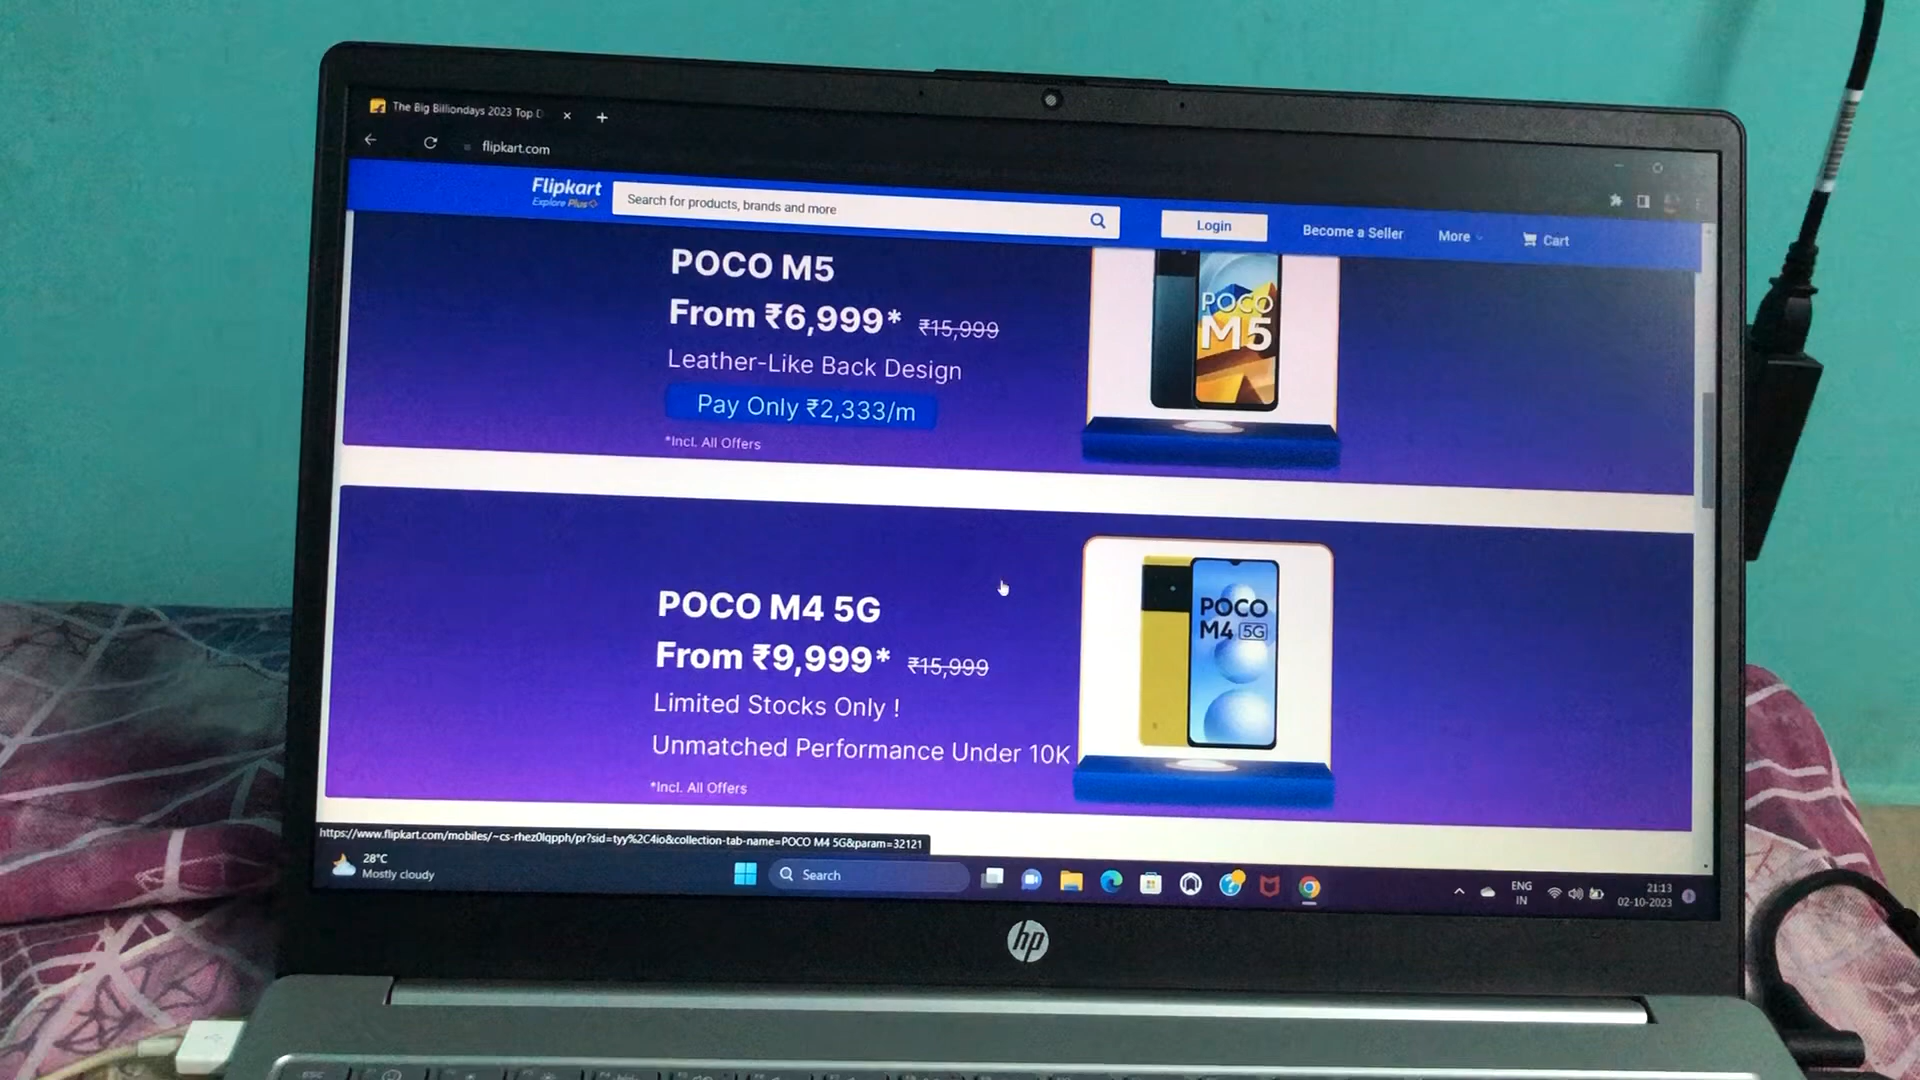 The Big Billiondays 2023 Top D
flipkart.com
Flipkart
Explore Plus
Search for products, brands and more
Login
Become a Seller
More
Cart
POCO M5
From ₹6,999* ₹15,999
Leather-Like Back Design
Pay Only ₹2,333/m
*Incl. All Offers
POCO
M5
POCO M4 5G
From ₹9,999* ₹15,999
Limited Stocks Only !
Unmatched Performance Under 10K
*Incl. All Offers
POCO
M4 5G
https://www.flipkart.com/mobiles/~cs-rhez0lqpph/pr?sid=tyy%2C4io&collection-tab-name=POCO M4 5G&param=32121
28°C
Mostly cloudy
Search
ENG
IN
21:13
02-10-2023
hp
esc